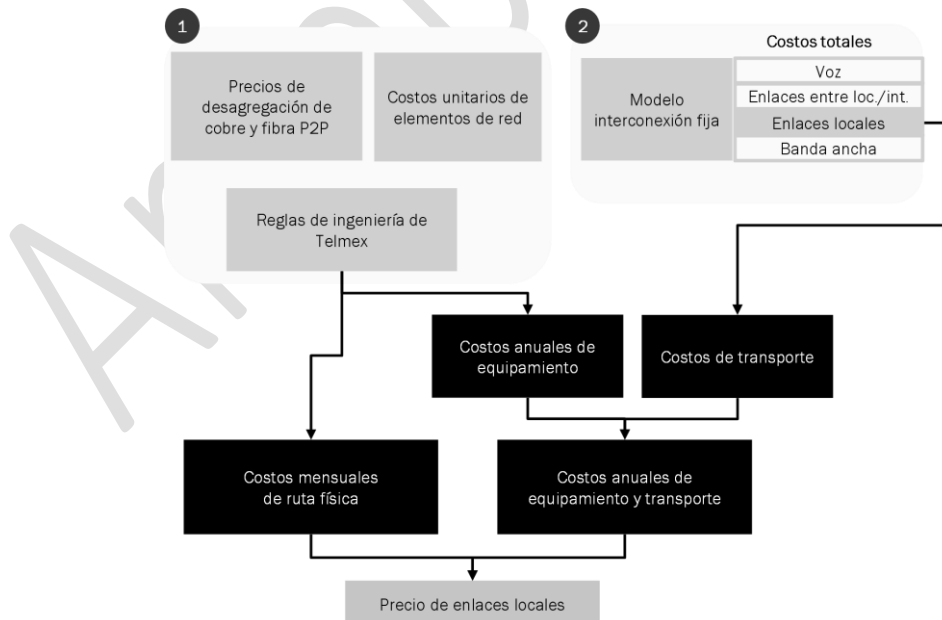 1
Precios de
desagregación de
cobre y fibra P2P
Costos unitarios de
elementos de red
Reglas de ingeniería de
Telmex
2
Costos totales
Modelo
interconexión fija
Voz
Enlaces entre loc./int.
Enlaces locales
Banda ancha
Costos anuales de
equipamiento
Costos de transporte
Costos mensuales
de ruta física
Costos anuales de
equipamiento y transporte
Precio de enlaces locales